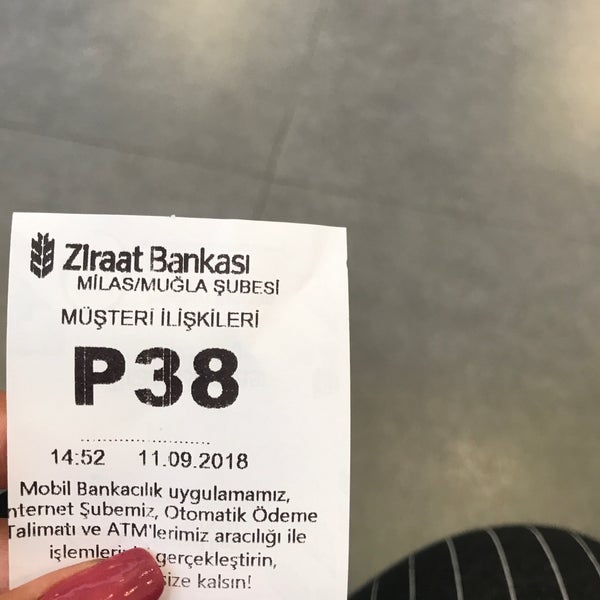 Ziraat Bankası
MİLAS/MUĞLA ŞUBESİ
MÜŞTERİ İLİŞKİLERİ
P38
14:52 11.09.2018
Mobil Bankacılık uygulamamız,
nternet Şubemiz, Otomatik Ödeme
Talimatı ve ATM'lerimiz aracılığı ile
gerçekleştirin,
size kalsın!